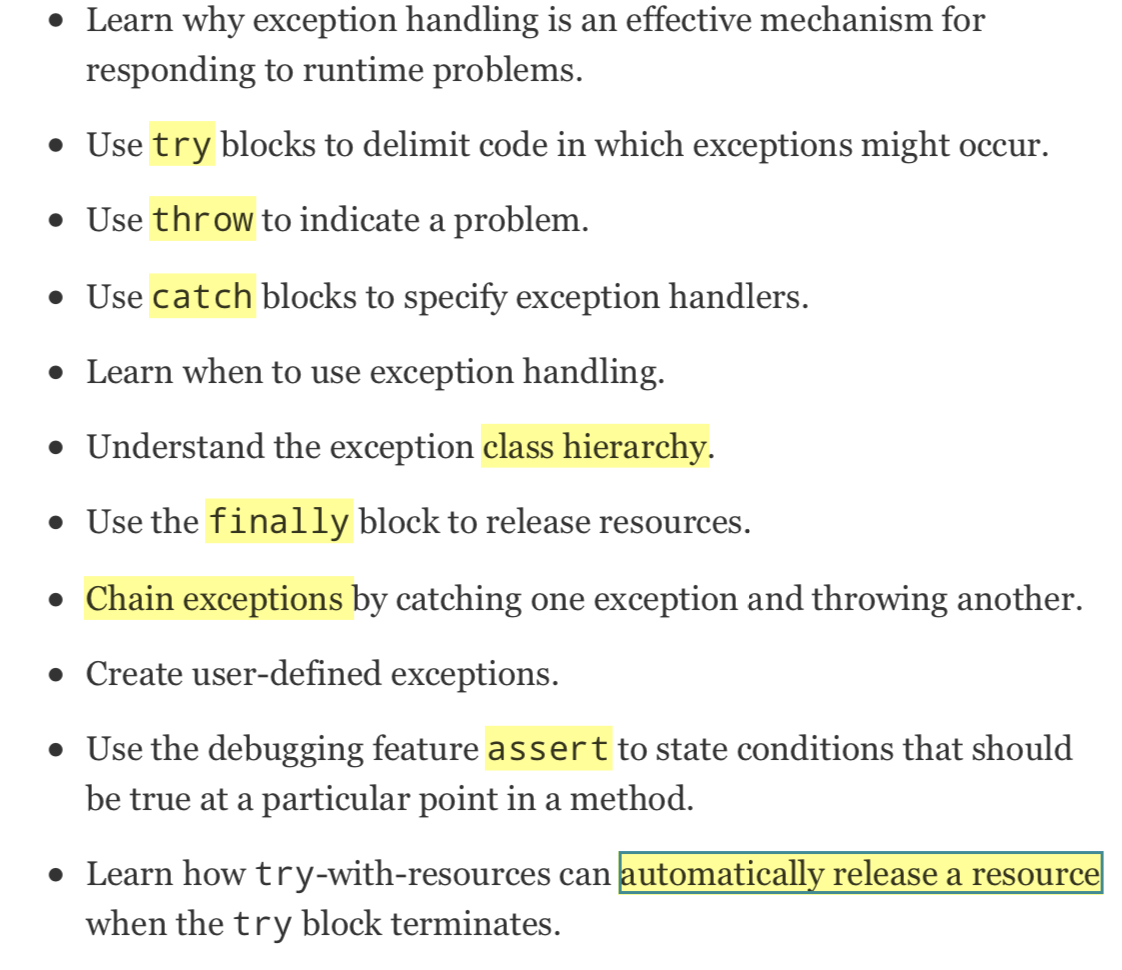 • Learn why exception handling is an effective mechanism for
responding to runtime problems.
• Use try blocks to delimit code in which exceptions might occur.
• Use throw to indicate a problem.
• Use catch blocks to specify exception handlers.
• Learn when to use exception handling.
• Understand the exception class hierarchy.
• Use the finally block to release resources.
• Chain exceptions by catching one exception and throwing another.
• Create user-defined exceptions.
• Use the debugging feature assert to state conditions that should
be true at a particular point in a method.
• Learn how try-with-resources can automatically release a resource
when the try block terminates.